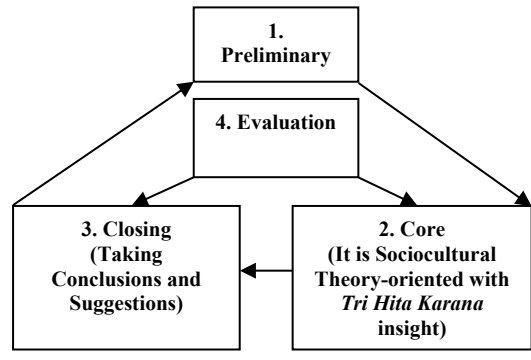 1.
Preliminary
4. Evaluation
3. Closing
(Taking
Conclusions and
Suggestions)
2. Core
(It is Sociocultural
Theory-oriented with
Tri Hita Karana
insight)